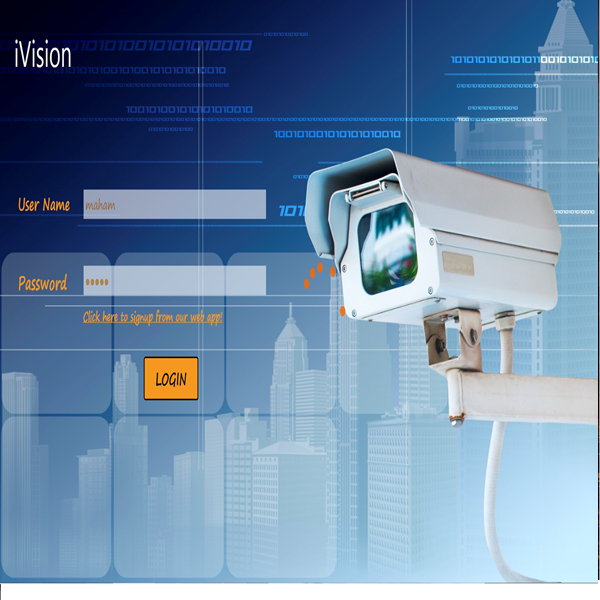 iVision
User Name
maham
Password
Click here to signup from our web app!
LOGIN